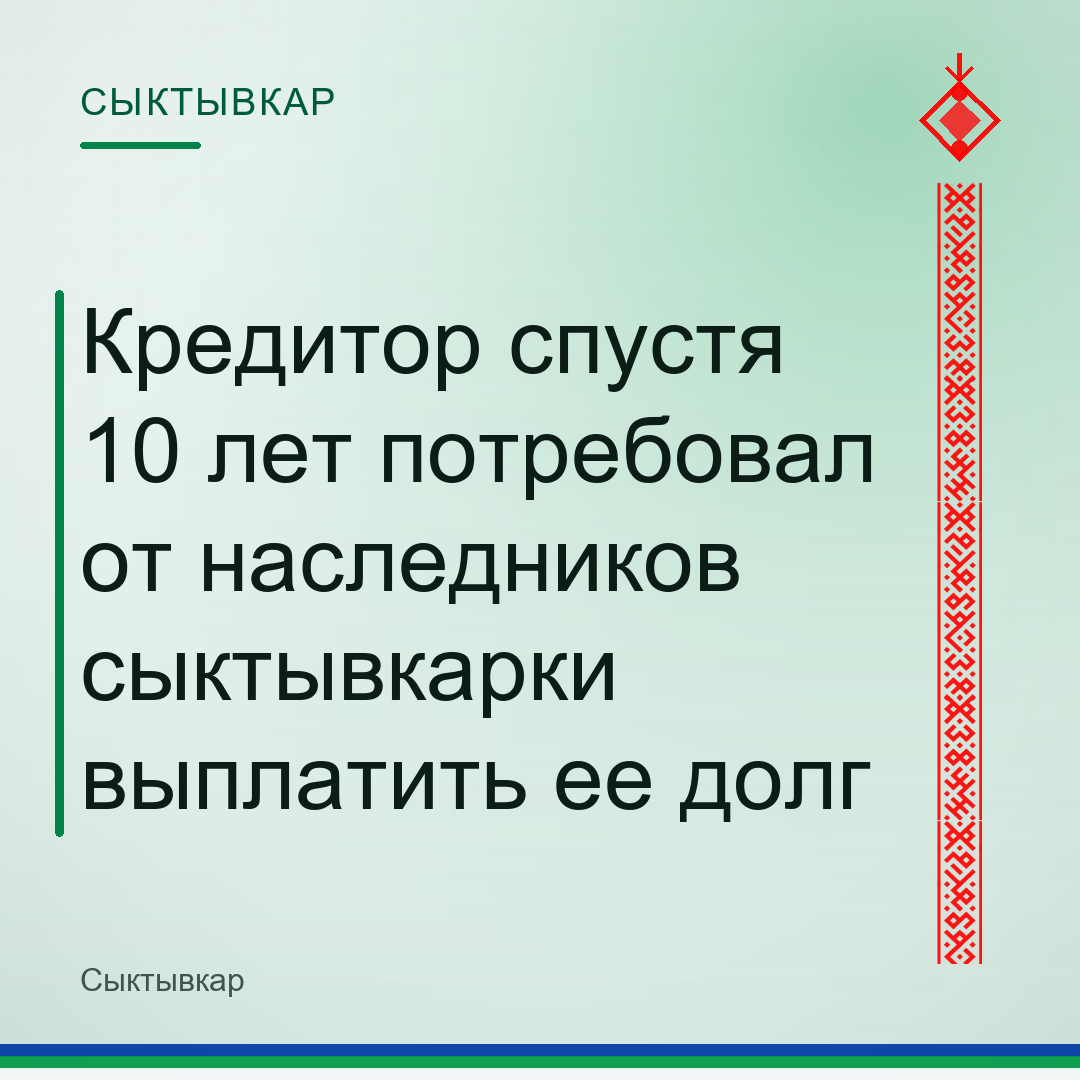 СЫКТЫВКАР
Кредитор спустя
10 лет потребовал
от наследников
сыктывкарки
выплатить ее долг
Сыктывкар